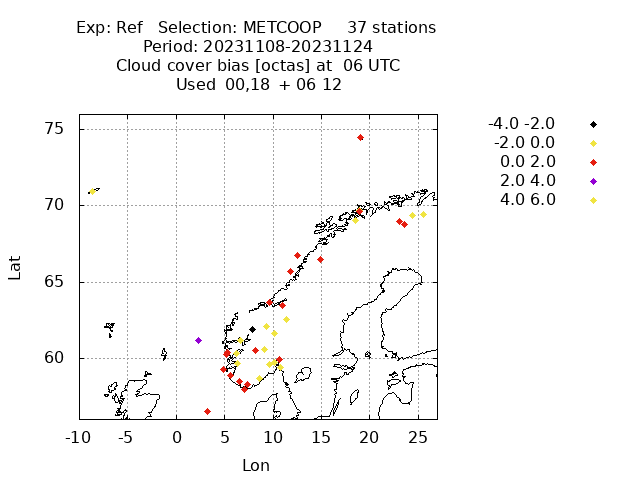 Exp: Ref   Selection: METCOOP     37 stations
Period: 20231108-20231124
Cloud cover bias [octas] at  06 UTC
Used  00,18  + 06 12
-4.0 -2.0
-2.0 0.0
0.0 2.0
2.0 4.0
4.0 6.0
75
70
65
60
Lat
-10 -5 0 5 10 15 20 25
Lon